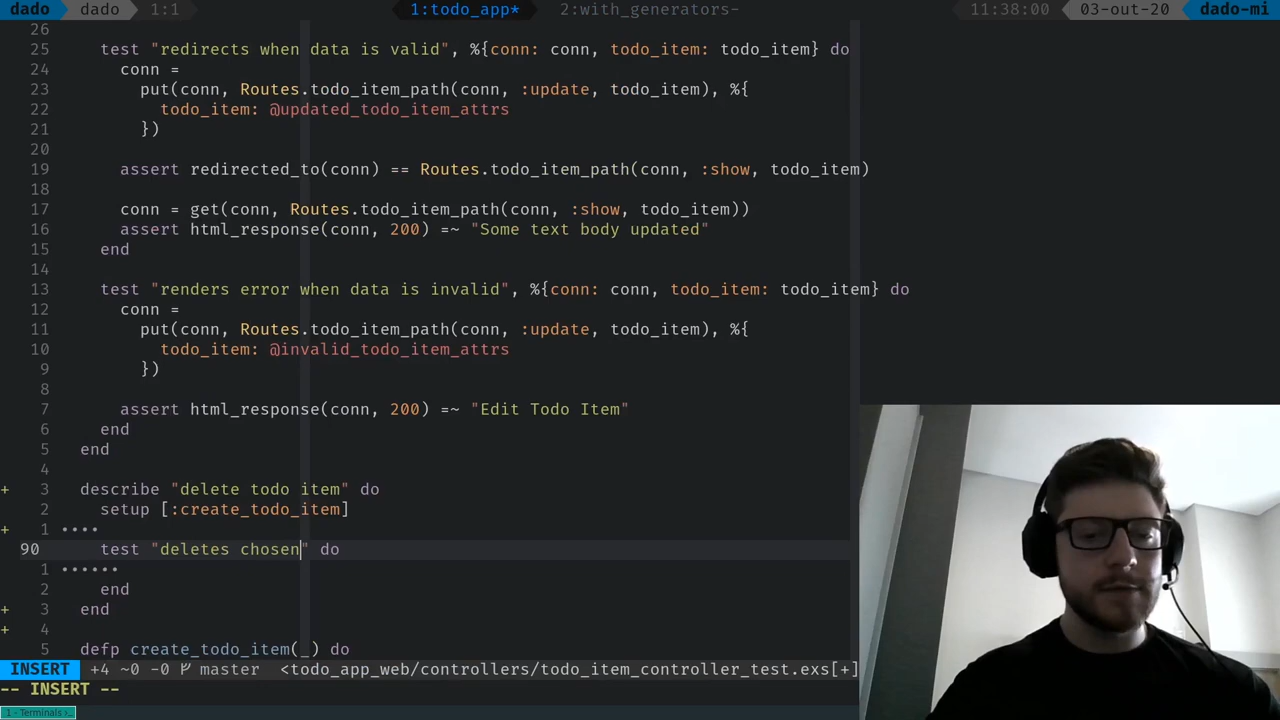 dado dado 1:1 1:todo_app* 2:with_generators- 11:38:00 03-out-20 dado-mi
26
25 test "redirects when data is valid", %{conn: conn, todo_item: todo_item} do
24 conn =
23 put(conn, Routes.todo_item_path(conn, :update, todo_item), %{
22 todo_item: @updated_todo_item_attrs
21 })
20
19 assert redirected_to(conn) == Routes.todo_item_path(conn, :show, todo_item)
18
17 conn = get(conn, Routes.todo_item_path(conn, :show, todo_item))
16 assert html_response(conn, 200) =~ "Some text body updated"
15 end
14
13 test "renders error when data is invalid", %{conn: conn, todo_item: todo_item} do
12 conn =
11 put(conn, Routes.todo_item_path(conn, :update, todo_item), %{
10 todo_item: @invalid_todo_item_attrs
9 })
8
7 assert html_response(conn, 200) =~ "Edit Todo Item"
6 end
5 end
4
+ 3 describe "delete todo item" do
2 setup [:create_todo_item]
+ 1 ••••
90 test "deletes chosen" do
1 ••••••
2 end
+ 3 end
+ 4
5 defp create_todo_item(_) do
INSERT +4 ~0 -0 master <todo_app_web/controllers/todo_item_controller_test.exs[+]
-- INSERT --
1 - Terminals